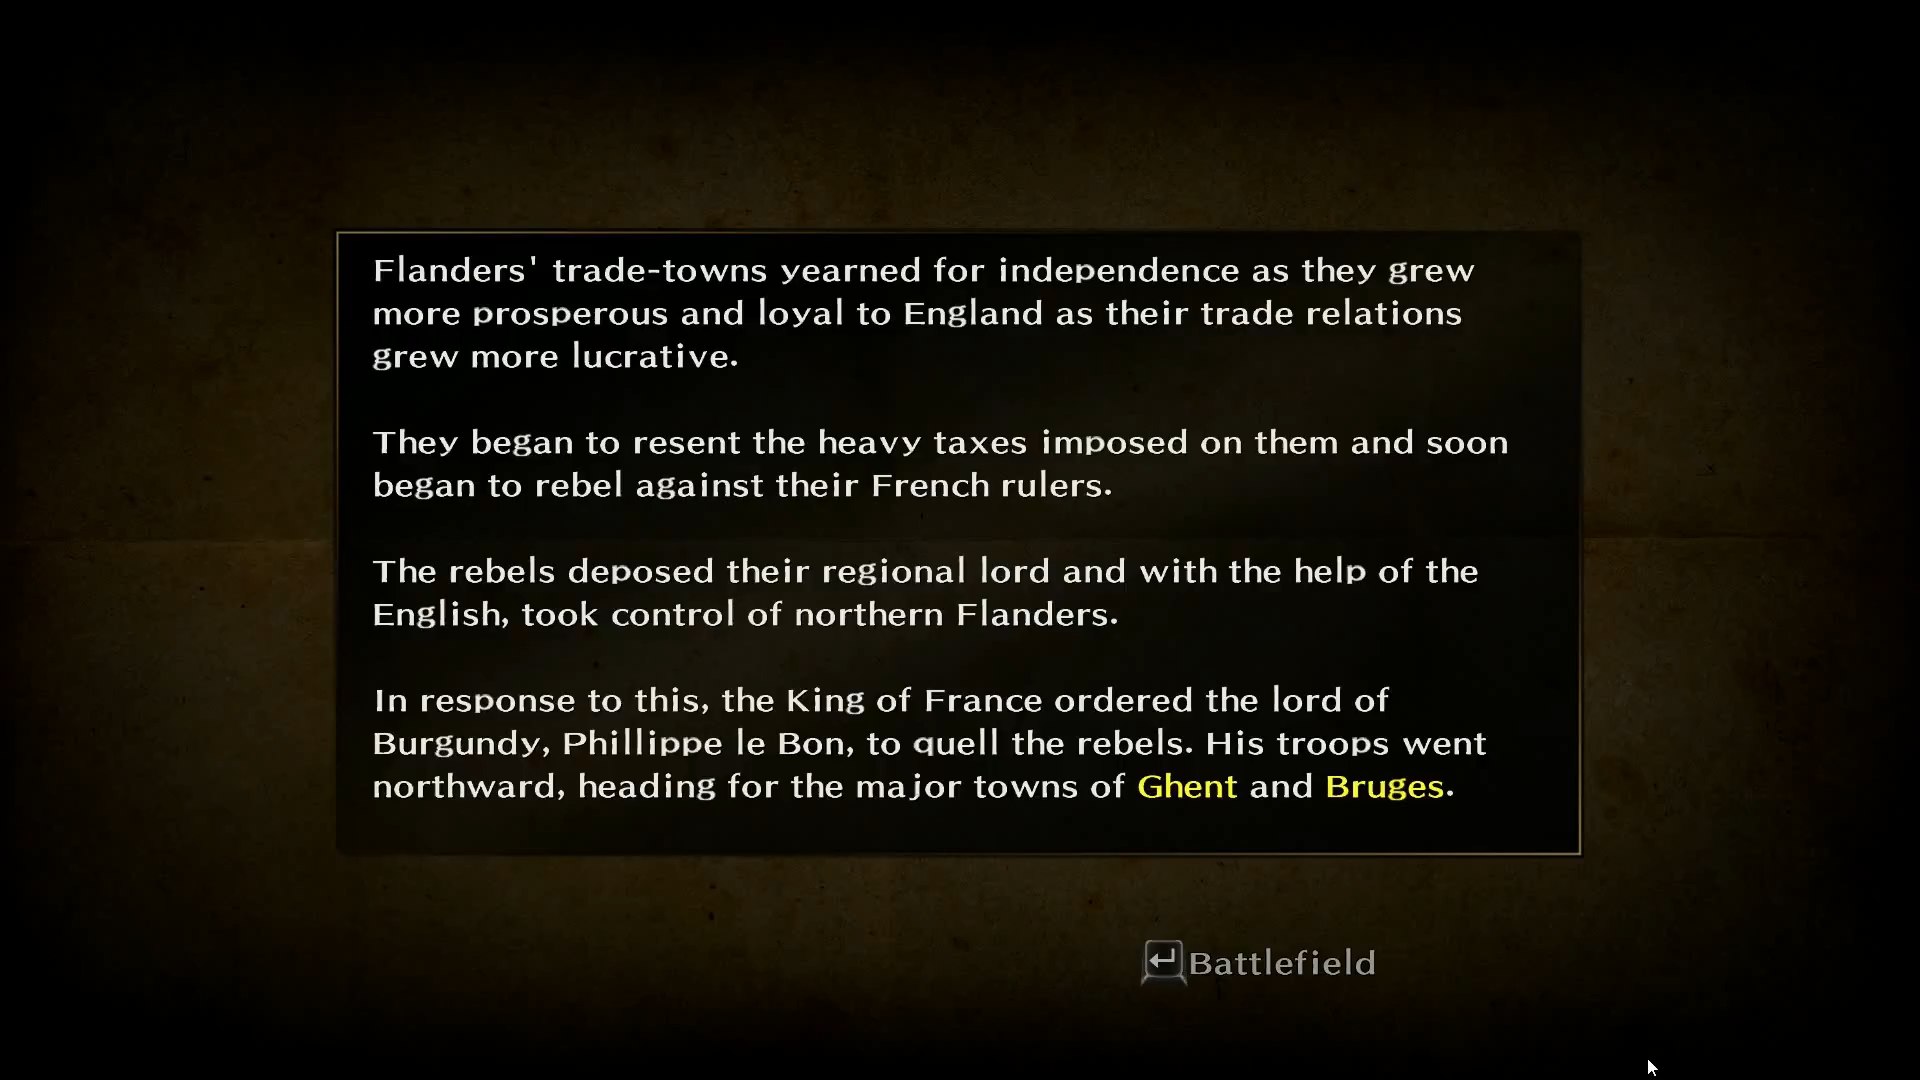 Flanders' trade-towns yearned for independence as they grew
more prosperous and loyal to England as their trade relations
grew more lucrative.
They began to resent the heavy taxes imposed on them and soon
began to rebel against their French rulers.
The rebels deposed their regional lord and with the help of the
English, took control of northern Flanders.
In response to this, the King of France ordered the lord of
Burgundy, Phillippe le Bon, to quell the rebels. His troops went
northward, heading for the major towns of Ghent and Bruges.
Battlefield